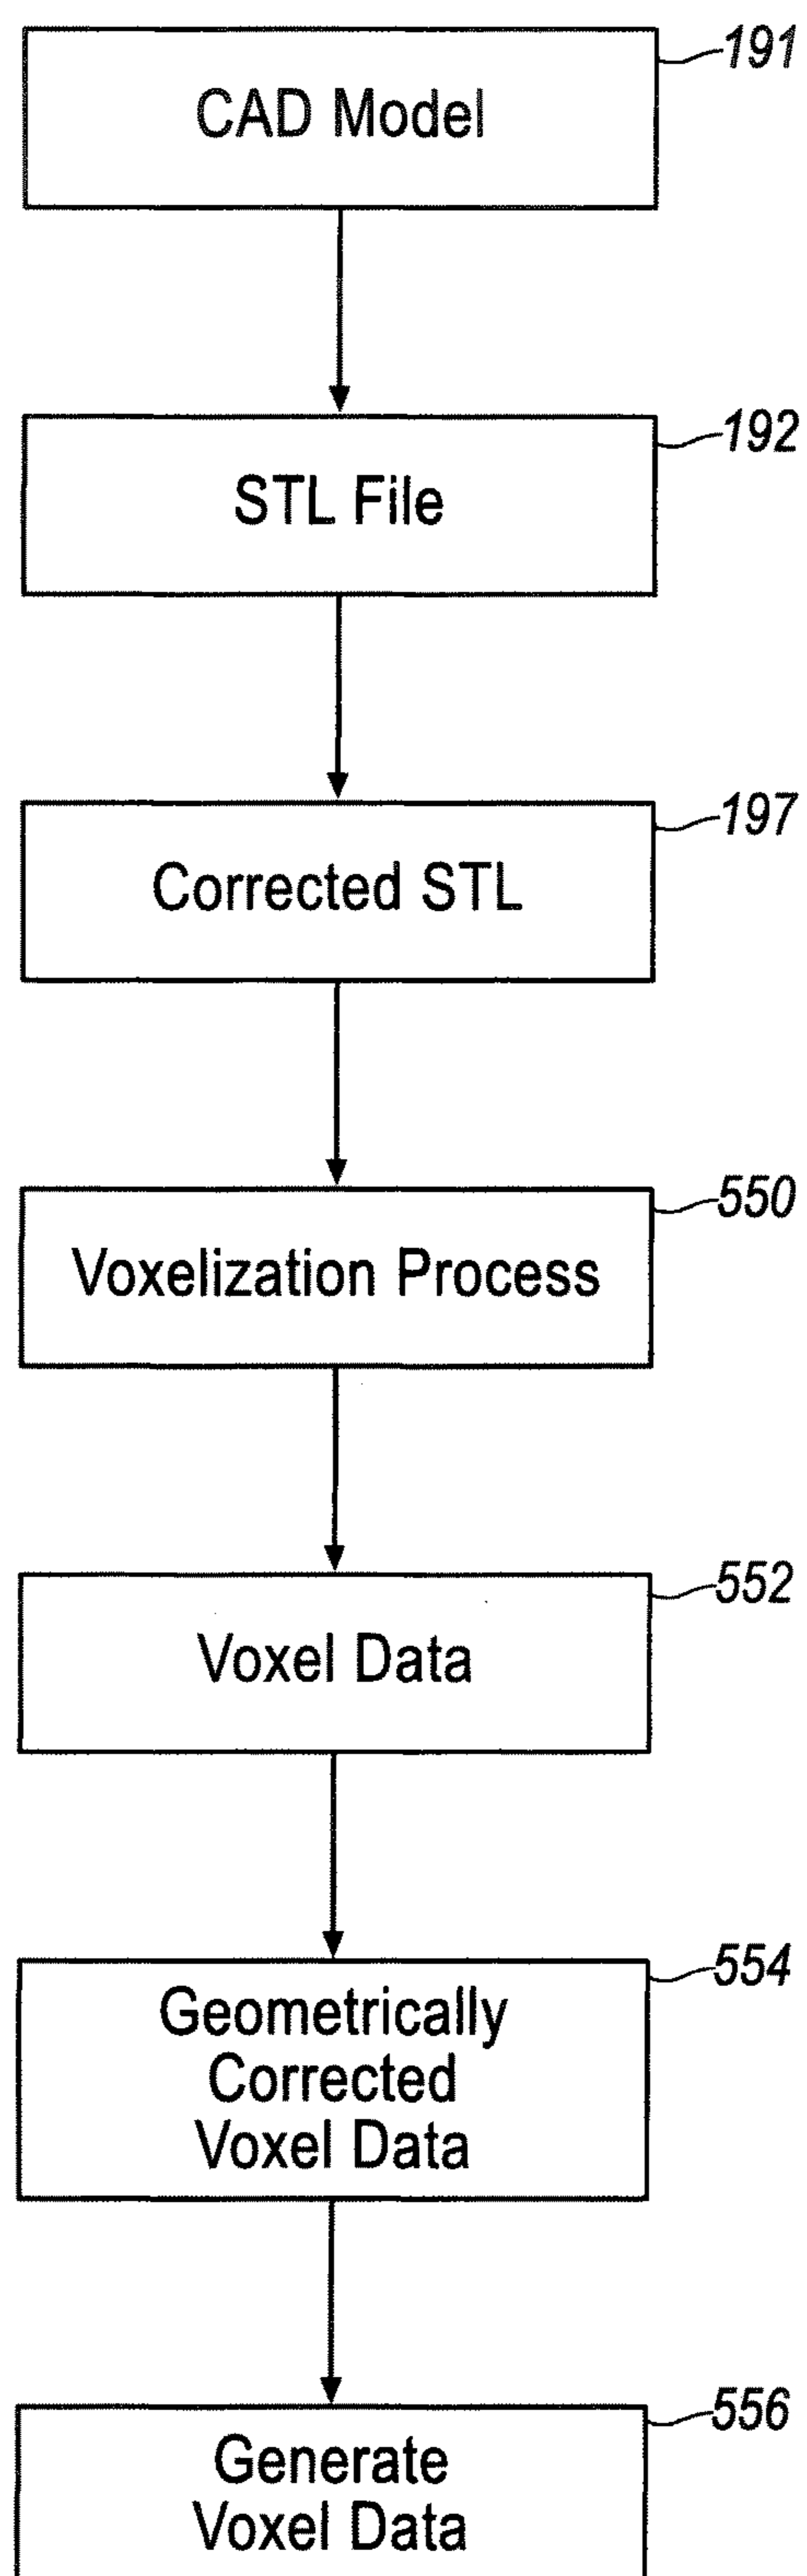 CAD Model
191
STL File
192
Corrected STL
197
Voxelization Process
550
Voxel Data
552
Geometrically
Corrected
Voxel Data
554
Generate
Voxel Data
556